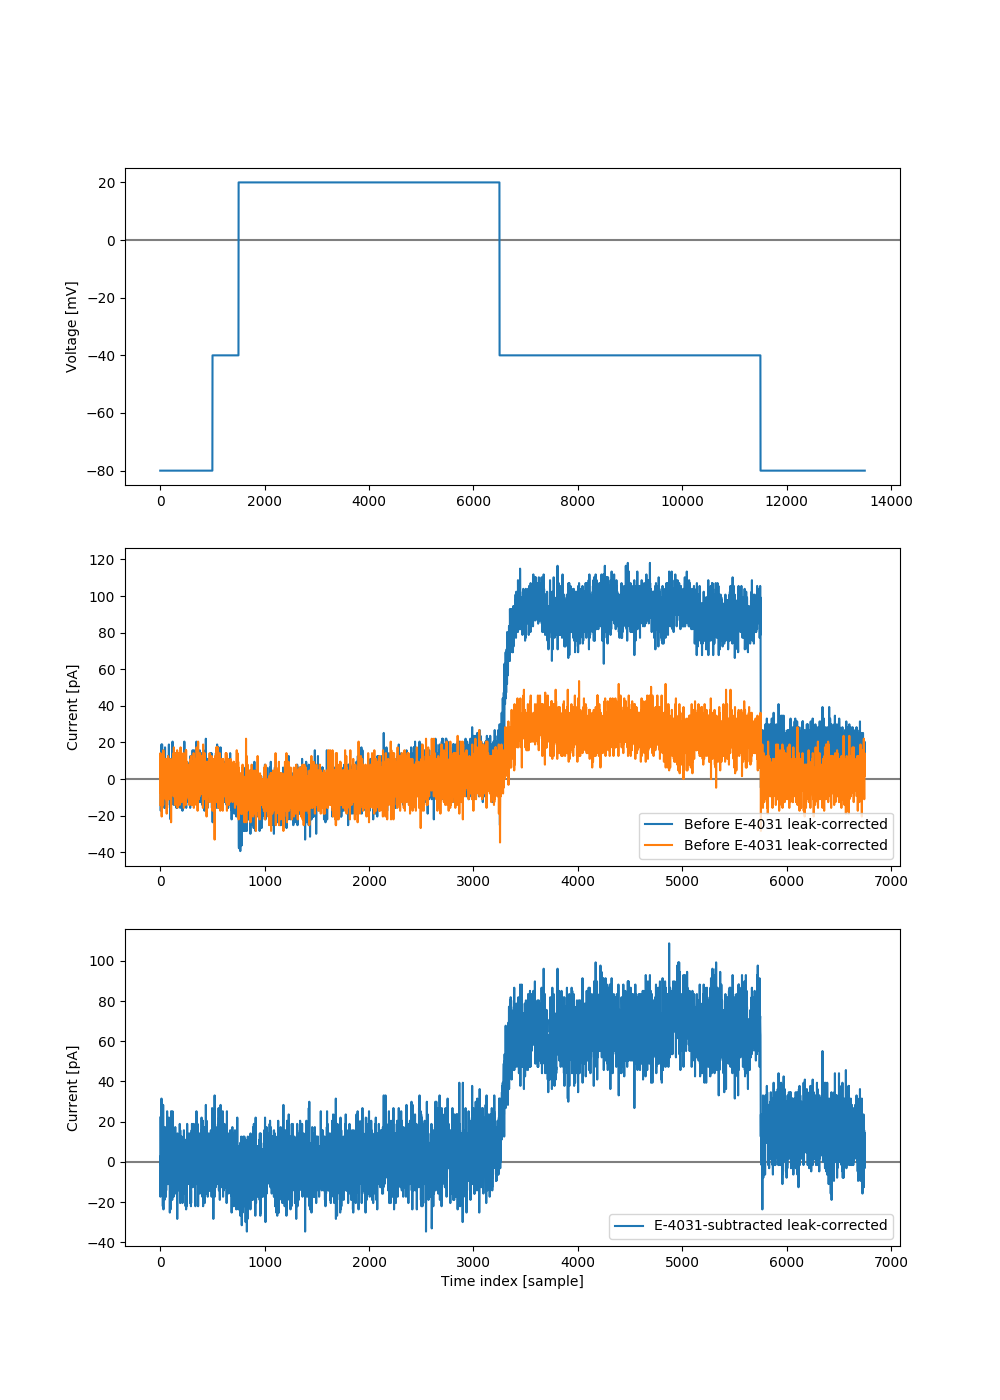 Voltage [mV]
20
0
−20
−40
−60
−80
0 2000 4000 6000 8000 10000 12000 14000
Current [pA]
120
100
80
60
40
20
0
−20
−40
Before E-4031 leak-corrected
Before E-4031 leak-corrected
0 1000 2000 3000 4000 5000 6000 7000
Current [pA]
100
80
60
40
20
0
−20
−40
E-4031-subtracted leak-corrected
0 1000 2000 3000 4000 5000 6000 7000
Time index [sample]